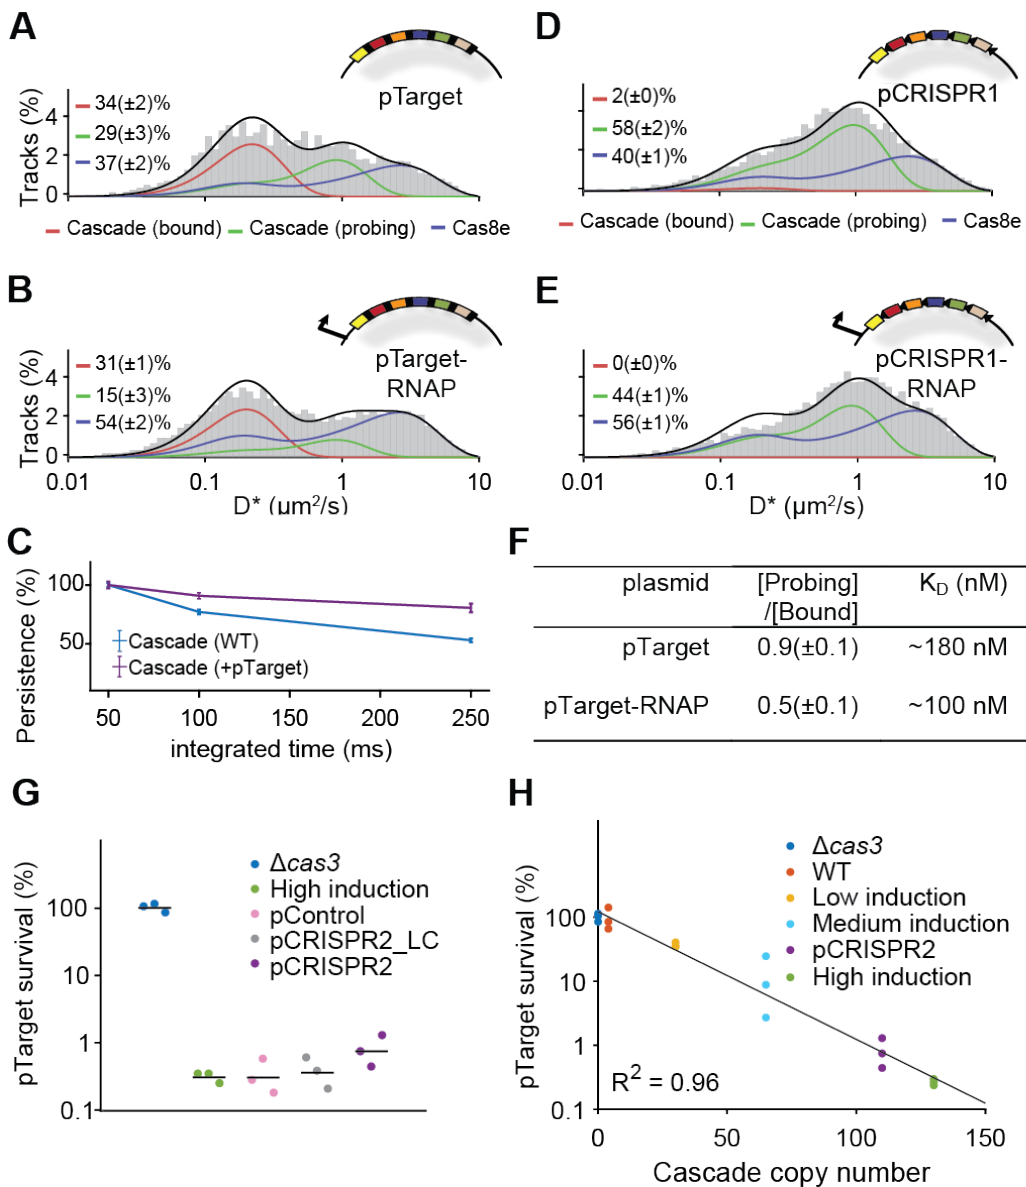 A
pTarget
34(±2)%
29(±3)%
37(±2)%
Tracks (%)
4
2
0
Cascade (bound) Cascade (probing) Cas8e
D
pCRISPR1
2(±0)%
58(±2)%
40(±1)%
Cascade (bound) Cascade (probing) Cas8e
B
pTarget-
RNAP
31(±1)%
15(±3)%
54(±2)%
Tracks (%)
4
2
0
0.01 0.1 1 10
D* (µm²/s)
E
pCRISPR1-
RNAP
0(±0)%
44(±1)%
56(±1)%
0.01 0.1 1 10
D* (µm²/s)
C
Persistence (%)
100
50
Cascade (WT)
Cascade (+pTarget)
50 100 150 200 250
integrated time (ms)
F
plasmid [Probing] K_D (nM)
/[Bound]
pTarget 0.9(±0.1) ~180 nM
pTarget-RNAP 0.5(±0.1) ~100 nM
G
pTarget survival (%)
100
10
1
0.1
Δcas3
High induction
pControl
pCRISPR2_LC
pCRISPR2
H
pTarget survival (%)
100
10
1
0.1
Δcas3
WT
Low induction
Medium induction
pCRISPR2
High induction
R² = 0.96
0 50 100 150
Cascade copy number